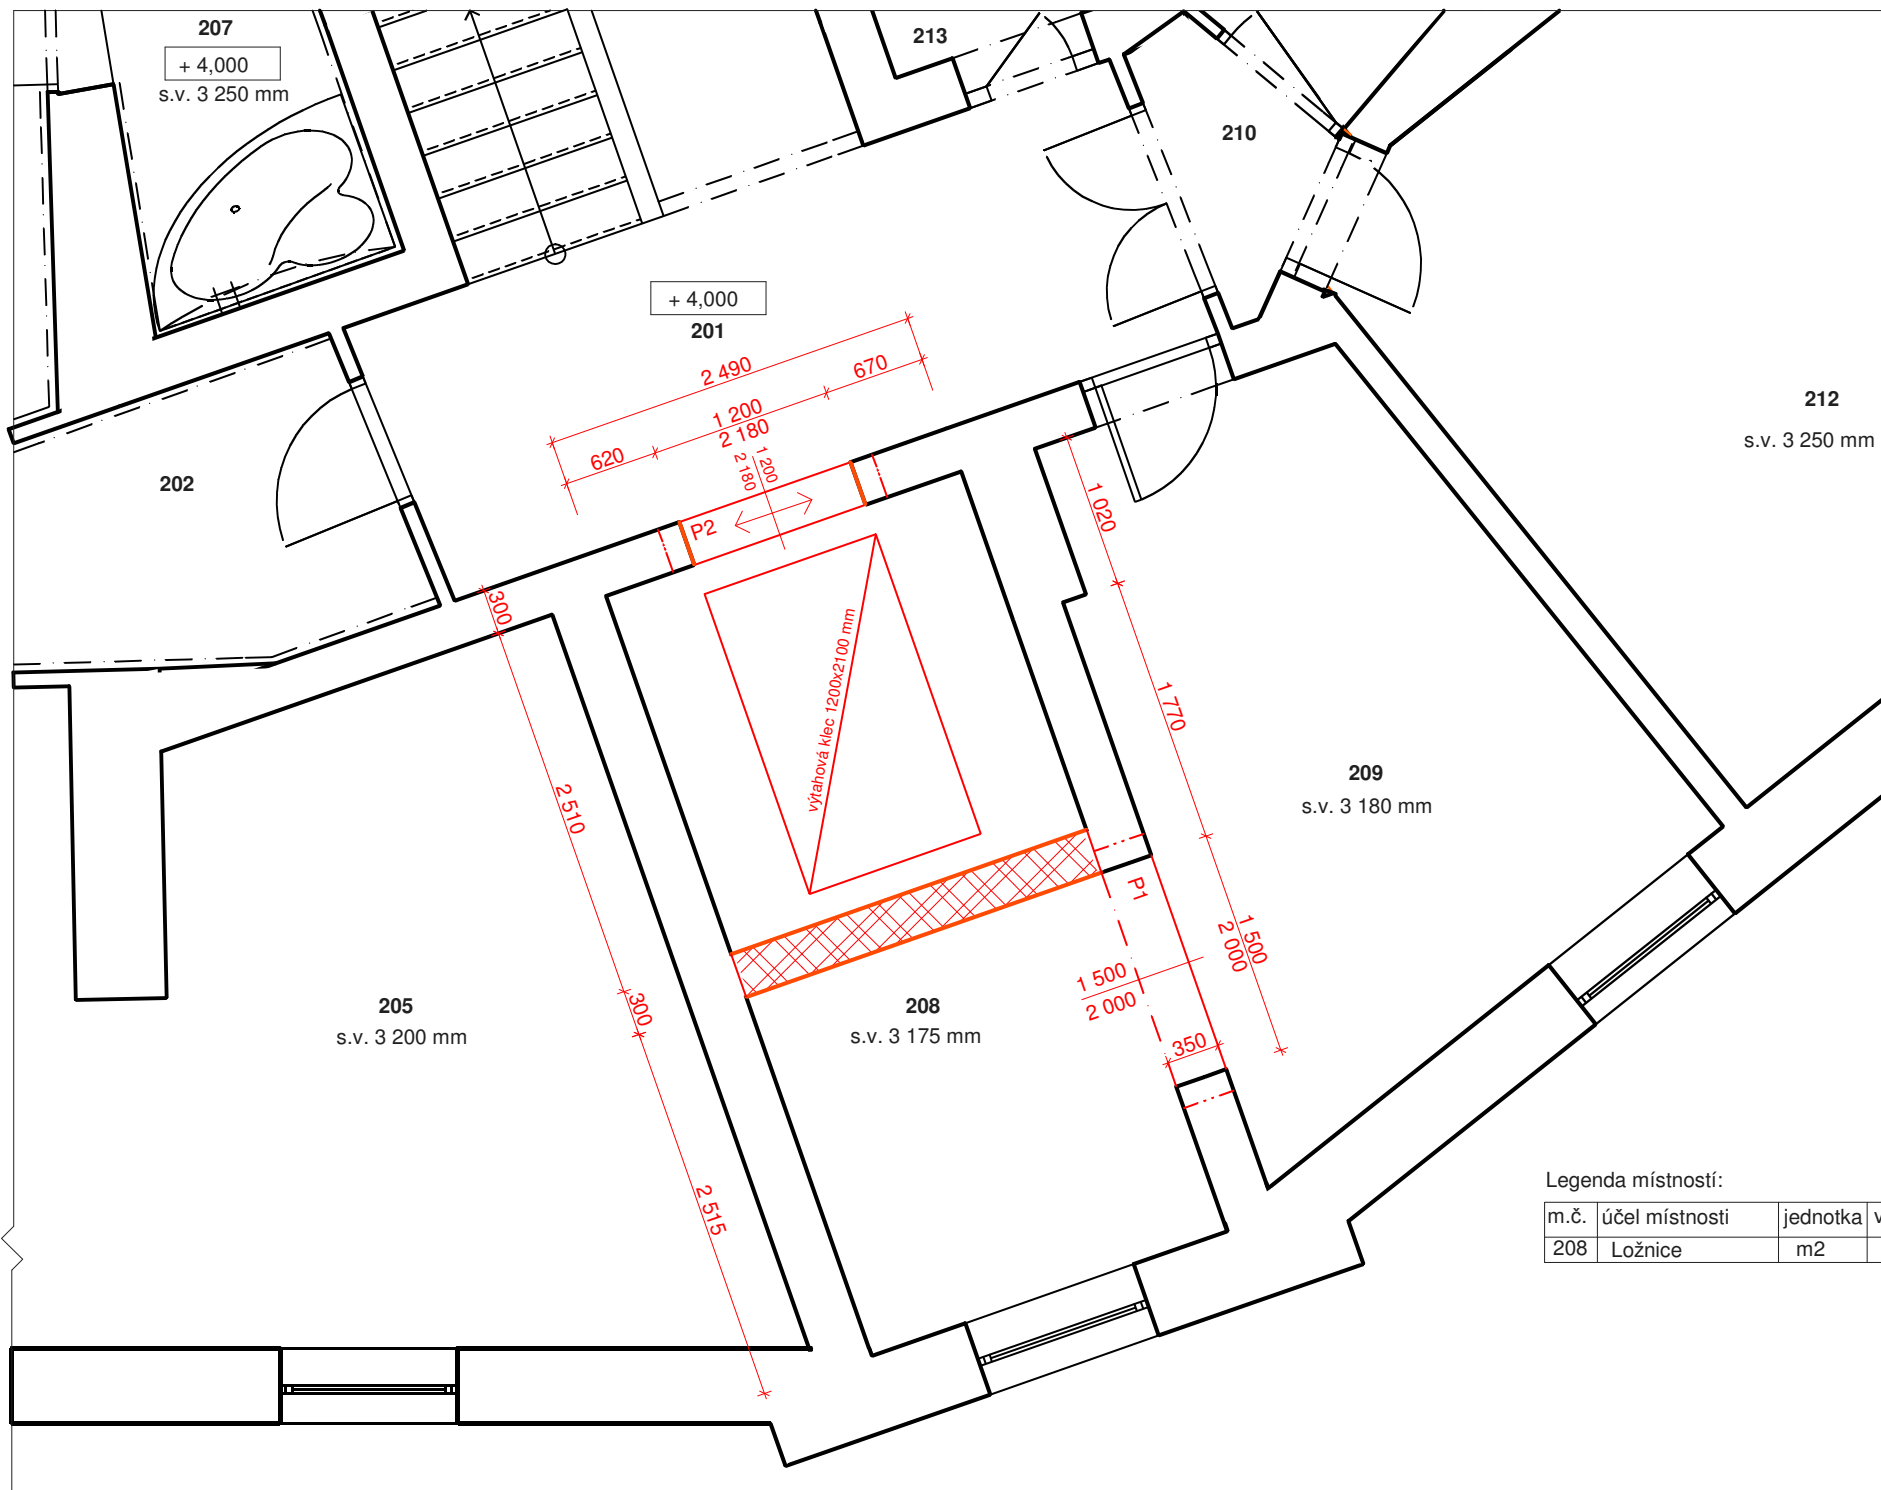 207
+ 4,000
s.v. 3 250 mm
213
210
+ 4,000
201
2 490
670
1 200
2 180
620
1 200
2 180
212
s.v. 3 250 mm
202
P2
1 020
300
výtahová klec 1200x2100 mm
1 770
209
s.v. 3 180 mm
2 510
P1
1 500
2 000
1 500
2 000
350
205
s.v. 3 200 mm
300
208
s.v. 3 175 mm
2 515
Legenda místností:
m.č. účel místnosti jednotka
208 Ložnice m2